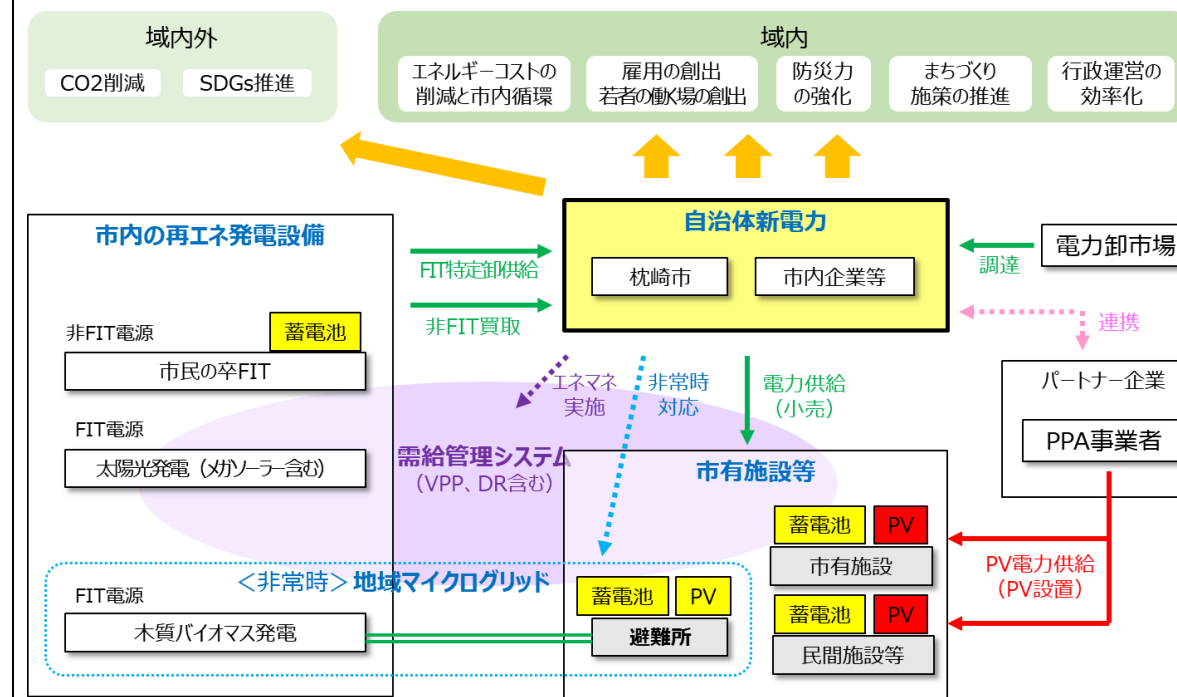 域内外
CO2削減
SDGs推進
域内
エネルギーコストの
削減と市内循環
雇用の創出
若者の働く場の創出
防災力
の強化
まちづくり
施策の推進
行政運営の
効率化
市内の再エネ発電設備
非FIT電源
蓄電池
市民の卒FIT
FIT電源
太陽光発電（メガソーラー含む）
FIT特定卸供給
非FIT買取
自治体新電力
枕崎市
市内企業等
調達
電力卸市場
連携
パートナー企業
PPA事業者
エネマネ
実施
非常時
対応
電力供給
（小売）
需給管理システム
（VPP、DR含む）
市有施設等
蓄電池
PV
市有施設
蓄電池
PV
民間施設等
PV電力供給
（PV設置）
＜非常時＞地域マイクログリッド
FIT電源
木質バイオマス発電
蓄電池
PV
避難所